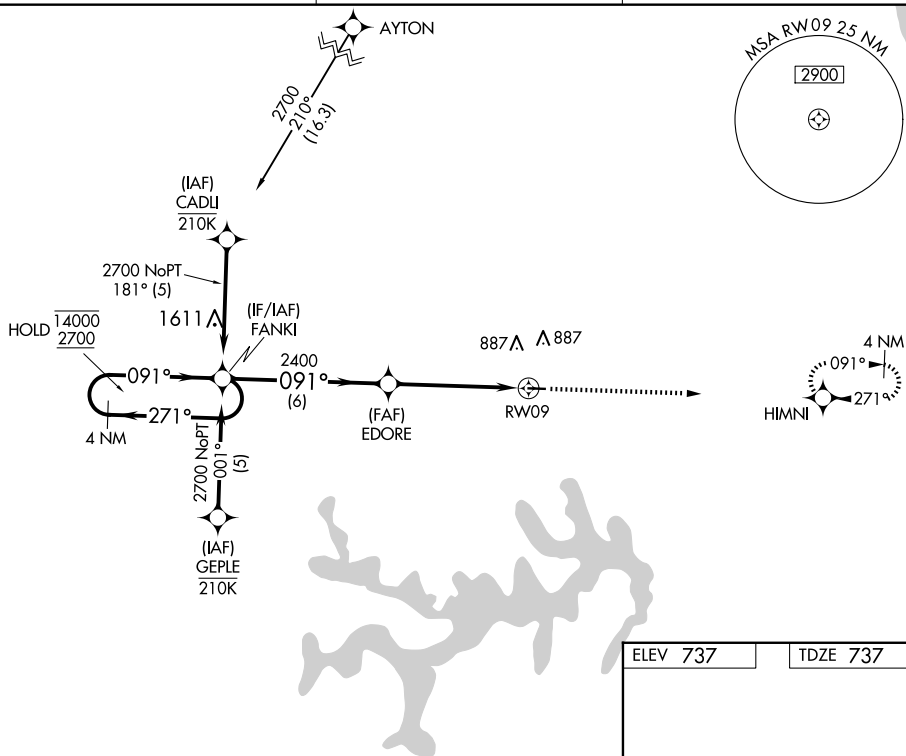 AYTON
MSA RW09 25 NM
2900
2700
210°
(16.3)
(IAF)
CADLI
210K
2700 NoPT
181° (5)
1611
(IF/IAF)
FANKI
HOLD
14000
2700
091°
271°
4 NM
2400
091°
(6)
887
887
(FAF)
EDORE
RW09
4 NM
091°
271°
HIMNI
2700 NoPT
001°
(5)
(IAF)
GEPLE
210K
ELEV 737
TDZE 737